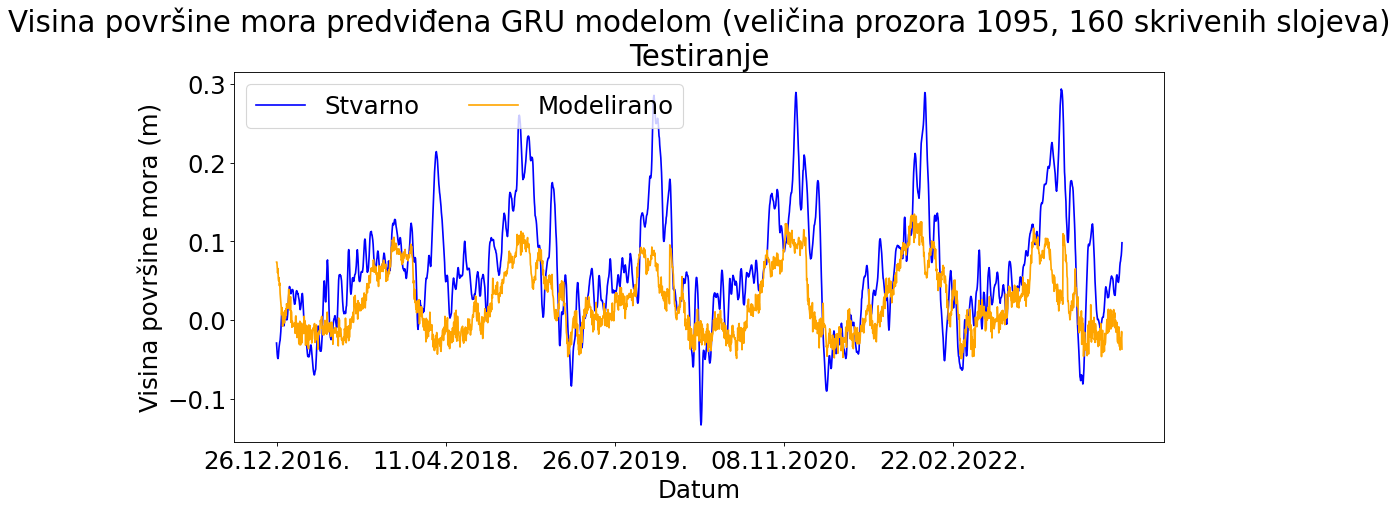 Visina površine mora predviđena GRU modelom (veličina prozora 1095, 160 skrivenih slojeva)
Testiranje
Stvarno
Modelirano
Visina površine mora (m)
0.3
0.2
0.1
0.0
−0.1
26.12.2016.
11.04.2018.
26.07.2019.
08.11.2020.
22.02.2022.
Datum